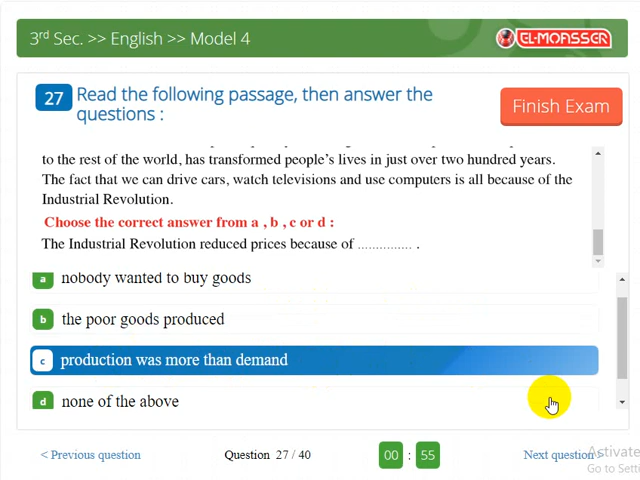 3rd Sec. >> English >> Model 4
EL-MOASSER
27
Read the following passage, then answer the
questions :
Finish Exam
to the rest of the world, has transformed people's lives in just over two hundred years.
The fact that we can drive cars, watch televisions and use computers is all because of the
Industrial Revolution.
Choose the correct answer from a , b , c or d :
The Industrial Revolution reduced prices because of .............. .
a nobody wanted to buy goods
b the poor goods produced
c production was more than demand
d none of the above
< Previous question
Question 27 / 40
00 : 55
Next question >
Activate
Go to Setti